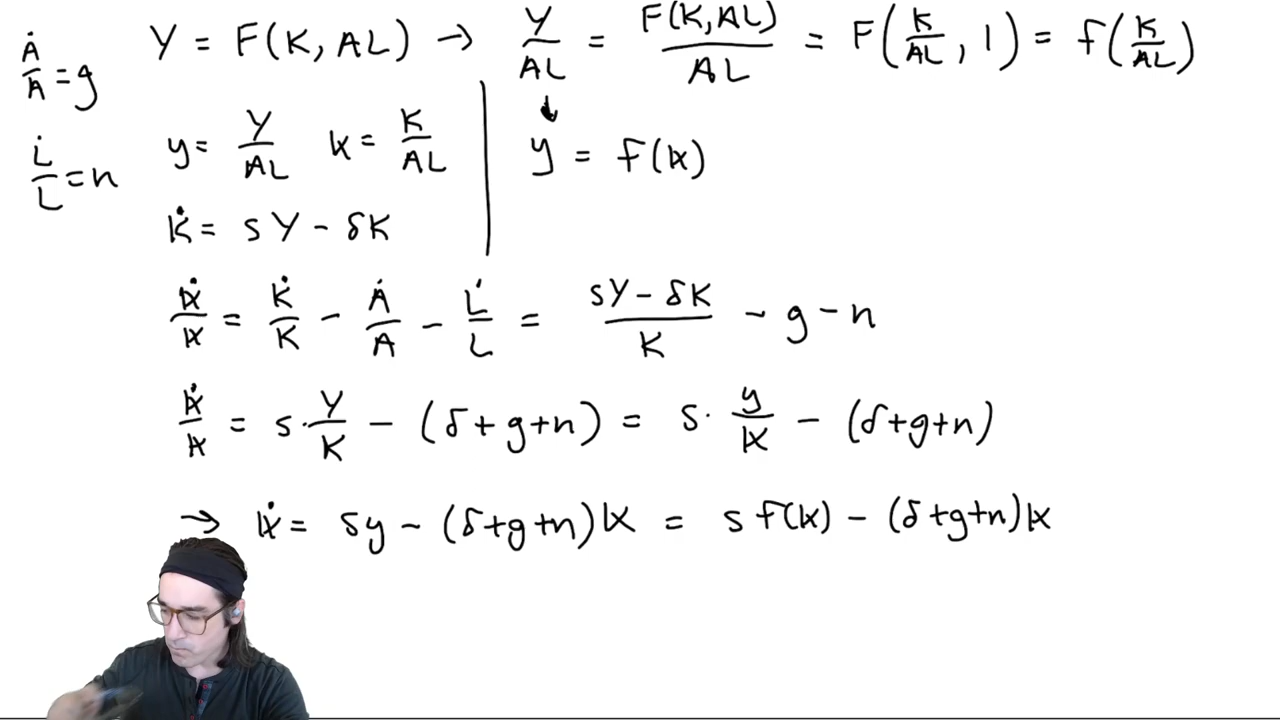 Ȧ/A = g
L̇/L = n
Y = F(K, AL) → Y/AL = F(K, AL)/AL = F(K/AL, 1) = f(K/AL)
y = Y/AL k = K/AL
↓
y = f(k)
K̇ = sY - δK
k̇/k = K̇/K - Ȧ/A - L̇/L = (sY - δK)/K - g - n
k̇/k = s·Y/K - (δ + g + n) = s·y/k - (δ + g + n)
→ k̇ = sy - (δ + g + n)k = s f(k) - (δ + g + n)k